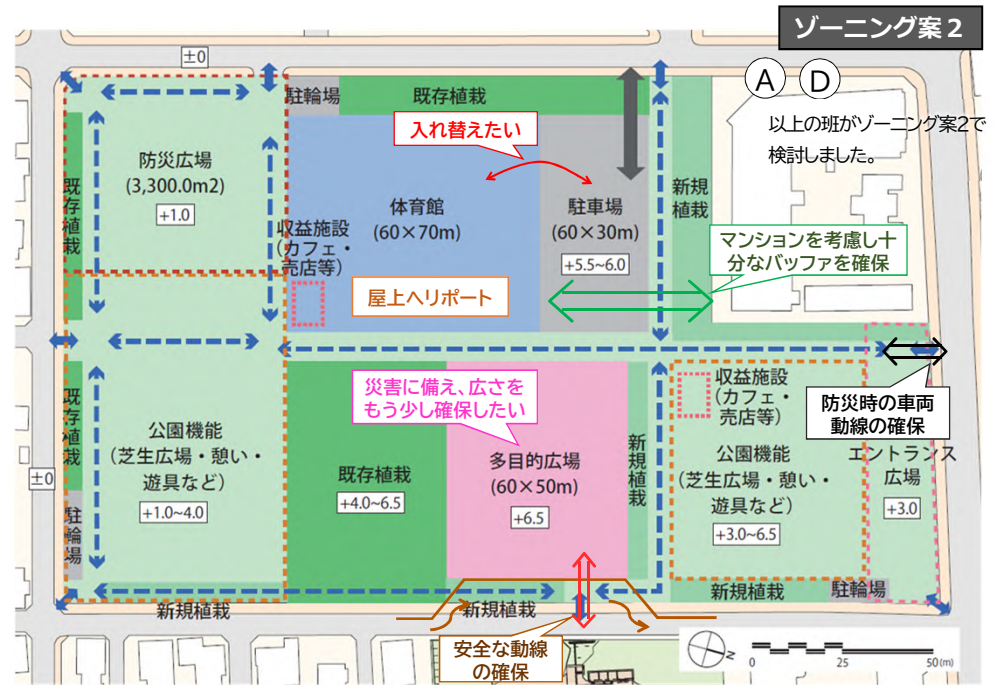 ゾーニング案2
±0
A D
以上の班がゾーニング案2で
検討しました。
駐輪場
既存植栽
入れ替えたい
防災広場
(3,300.0m2)
+1.0
既存植栽
体育館
(60×70m)
駐車場
(60×30m)
+5.5~6.0
新規
植栽
収益施設
(カフェ・
売店等)
マンションを考慮し十
分なバッファを確保
屋上へリポート
災害に備え、広さを
もう少し確保したい
収益施設
(カフェ・
売店等)
防災時の車両
動線の確保
既存植栽
公園機能
(芝生広場・憩い・
遊具など)
+1.0~4.0
既存植栽
+4.0~6.5
多目的広場
(60×50m)
+6.5
新規植栽
公園機能
(芝生広場・憩い・
遊具など)
+3.0~6.5
エントランス
広場
+3.0
±0
駐輪場
新規植栽
新規植栽
新規植栽
駐輪場
安全な動線
の確保
N
0 25 50(m)